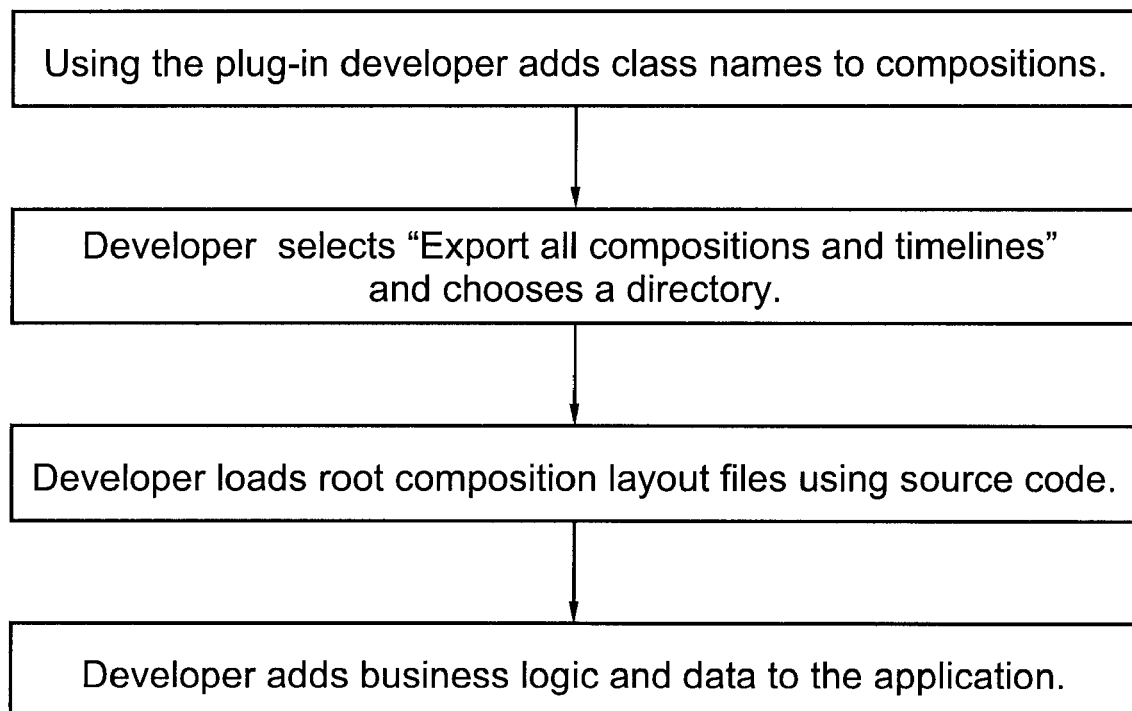 Using the plug-in developer adds class names to compositions.
Developer selects “Export all compositions and timelines”
and chooses a directory.
Developer loads root composition layout files using source code.
Developer adds business logic and data to the application.